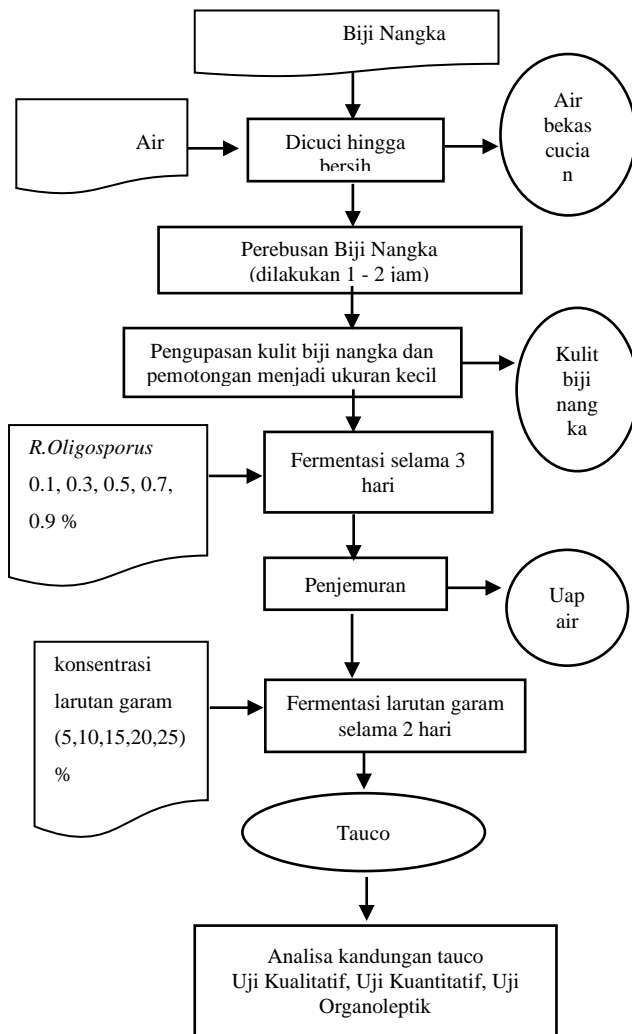 Biji Nangka
Air
Dicuci hingga
bersih
Air
bekas
cucia
n
Perebusan Biji Nangka
(dilakukan 1 - 2 jam)
Pengupasan kulit biji nangka dan
pemotongan menjadi ukuran kecil
Kulit
biji
nang
ka
R.Oligosporus
0.1, 0.3, 0.5, 0.7,
0.9 %
Fermentasi selama 3
hari
Penjemuran
Uap
air
konsentrasi
larutan garam
(5,10,15,20,25)
%
Fermentasi larutan garam
selama 2 hari
Tauco
Analisa kandungan tauco
Uji Kualitatif, Uji Kuantitatif, Uji
Organoleptik